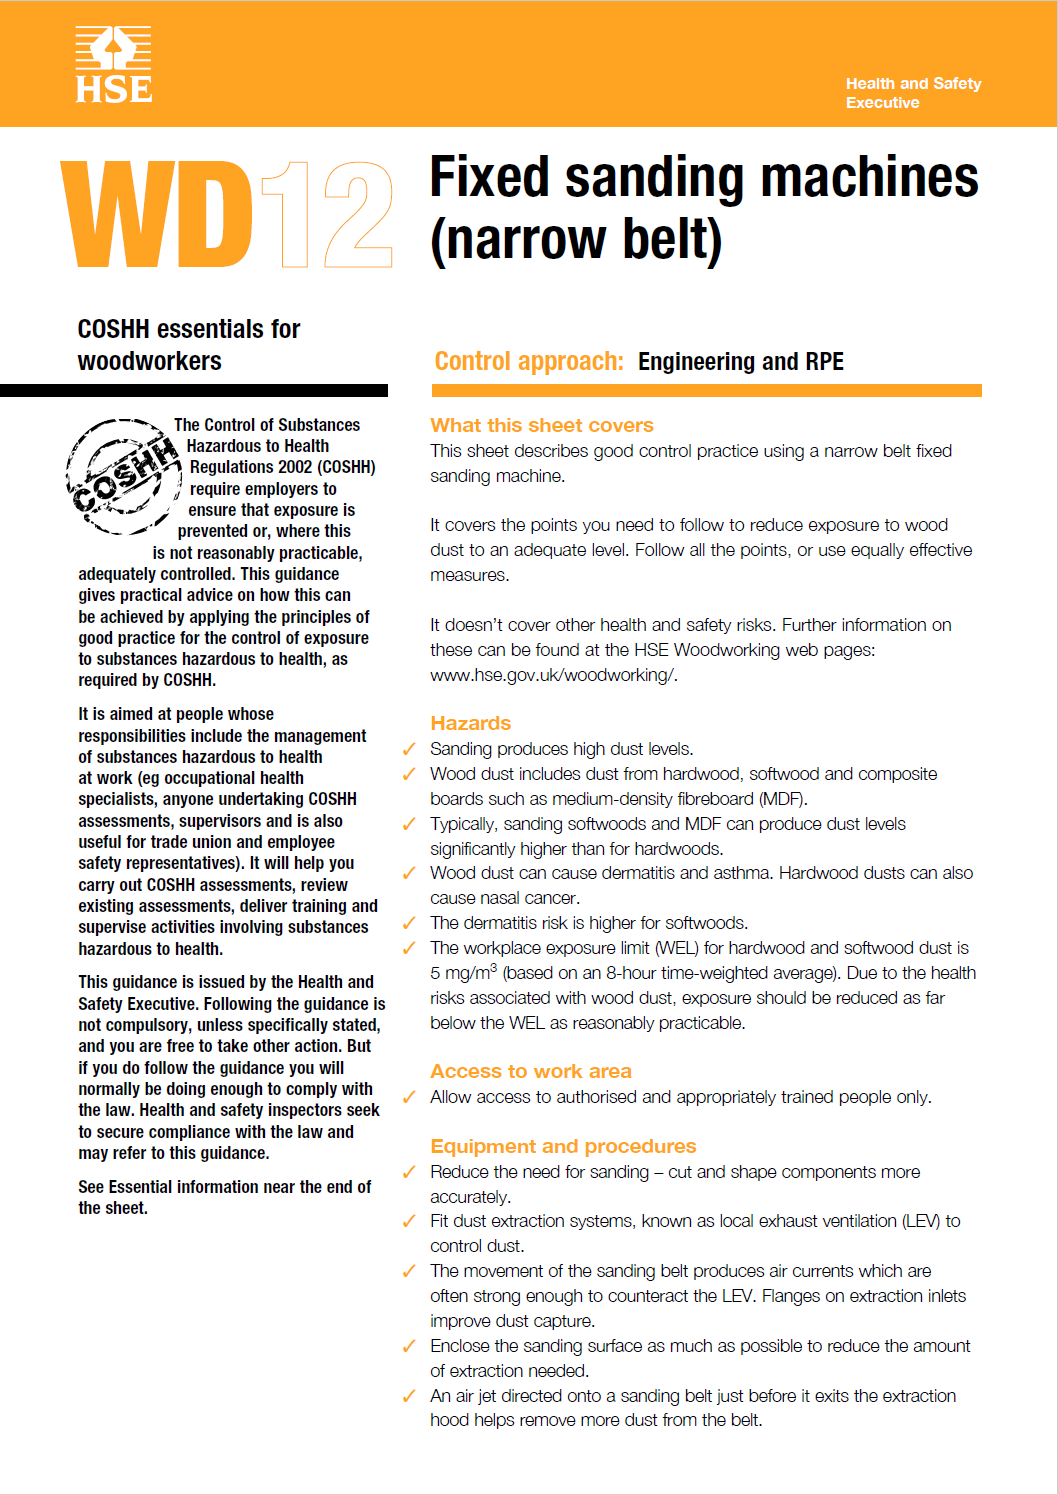 HSE
Health and Safety
Executive
WD12
Fixed sanding machines
(narrow belt)
COSHH essentials for
woodworkers
Control approach: Engineering and RPE
COSHH
The Control of Substances
Hazardous to Health
Regulations 2002 (COSHH)
require employers to
ensure that exposure is
prevented or, where this
is not reasonably practicable,
adequately controlled. This guidance
gives practical advice on how this can
be achieved by applying the principles of
good practice for the control of exposure
to substances hazardous to health, as
required by COSHH.
It is aimed at people whose
responsibilities include the management
of substances hazardous to health
at work (eg occupational health
specialists, anyone undertaking COSHH
assessments, supervisors and is also
useful for trade union and employee
safety representatives). It will help you
carry out COSHH assessments, review
existing assessments, deliver training and
supervise activities involving substances
hazardous to health.
This guidance is issued by the Health and
Safety Executive. Following the guidance is
not compulsory, unless specifically stated,
and you are free to take other action. But
if you do follow the guidance you will
normally be doing enough to comply with
the law. Health and safety inspectors seek
to secure compliance with the law and
may refer to this guidance.
See Essential information near the end of
the sheet.
What this sheet covers
This sheet describes good control practice using a narrow belt fixed
sanding machine.
It covers the points you need to follow to reduce exposure to wood
dust to an adequate level. Follow all the points, or use equally effective
measures.
It doesn’t cover other health and safety risks. Further information on
these can be found at the HSE Woodworking web pages:
www.hse.gov.uk/woodworking/.
Hazards
✓ Sanding produces high dust levels.
✓ Wood dust includes dust from hardwood, softwood and composite
boards such as medium-density fibreboard (MDF).
✓ Typically, sanding softwoods and MDF can produce dust levels
significantly higher than for hardwoods.
✓ Wood dust can cause dermatitis and asthma. Hardwood dusts can also
cause nasal cancer.
✓ The dermatitis risk is higher for softwoods.
✓ The workplace exposure limit (WEL) for hardwood and softwood dust is
5 mg/m³ (based on an 8-hour time-weighted average). Due to the health
risks associated with wood dust, exposure should be reduced as far
below the WEL as reasonably practicable.
Access to work area
✓ Allow access to authorised and appropriately trained people only.
Equipment and procedures
✓ Reduce the need for sanding – cut and shape components more
accurately.
✓ Fit dust extraction systems, known as local exhaust ventilation (LEV) to
control dust.
✓ The movement of the sanding belt produces air currents which are
often strong enough to counteract the LEV. Flanges on extraction inlets
improve dust capture.
✓ Enclose the sanding surface as much as possible to reduce the amount
of extraction needed.
✓ An air jet directed onto a sanding belt just before it exits the extraction
hood helps remove more dust from the belt.